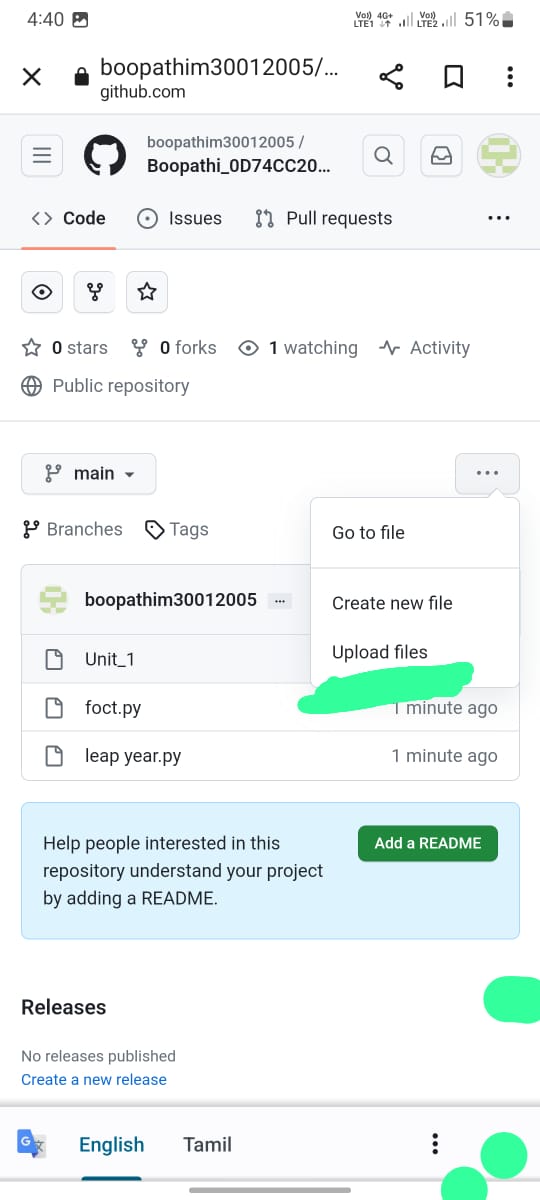 4:40 Vo)) LTE1 4G+ Vo)) LTE2 51%
boopathim30012005/...
github.com
boopathim30012005 /
Boopathi_0D74CC20...
Code Issues Pull requests
0 stars 0 forks 1 watching Activity
Public repository
main
Branches Tags
Go to file
Create new file
Upload files
boopathim30012005
Unit_1
foct.py 1 minute ago
leap year.py 1 minute ago
Help people interested in this
repository understand your project
by adding a README.
Add a README
Releases
No releases published
Create a new release
G 文 English Tamil